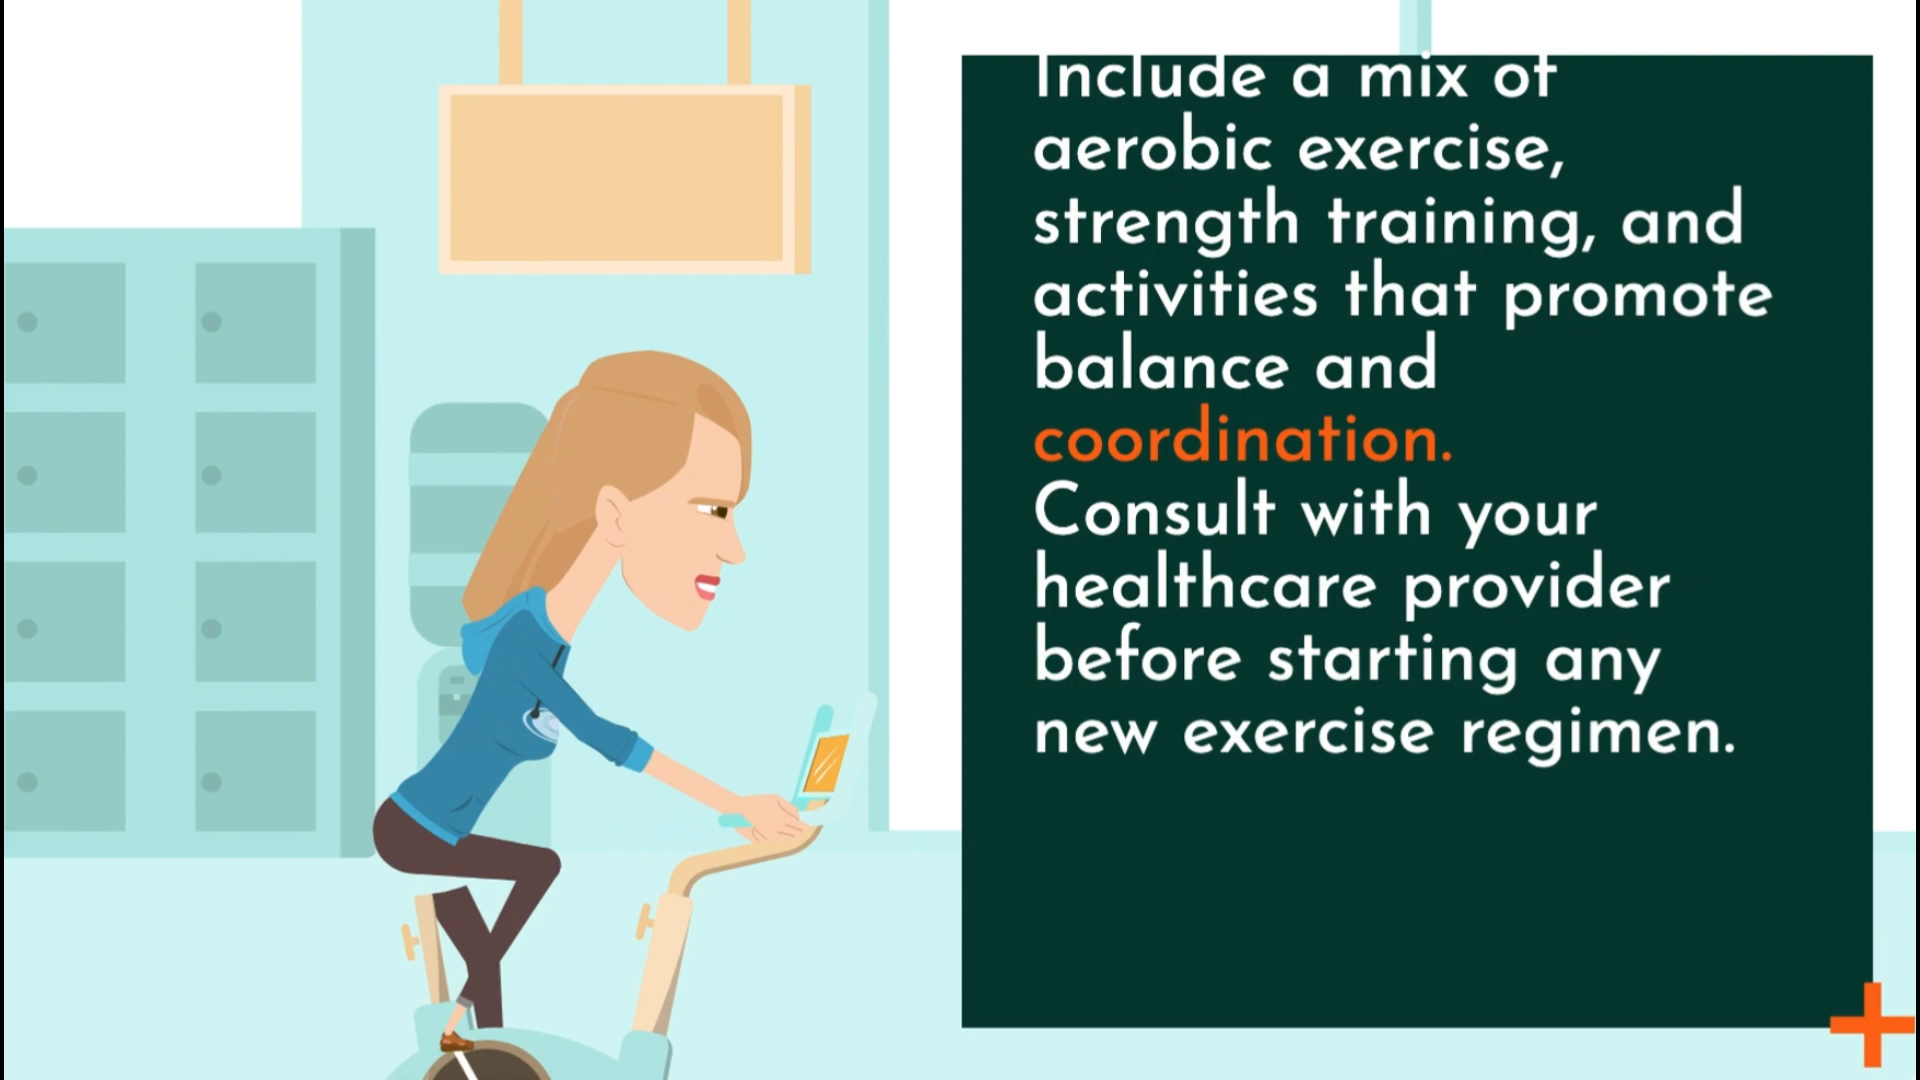 Include a mix of
aerobic exercise,
strength training, and
activities that promote
balance and
coordination.
Consult with your
healthcare provider
before starting any
new exercise regimen.